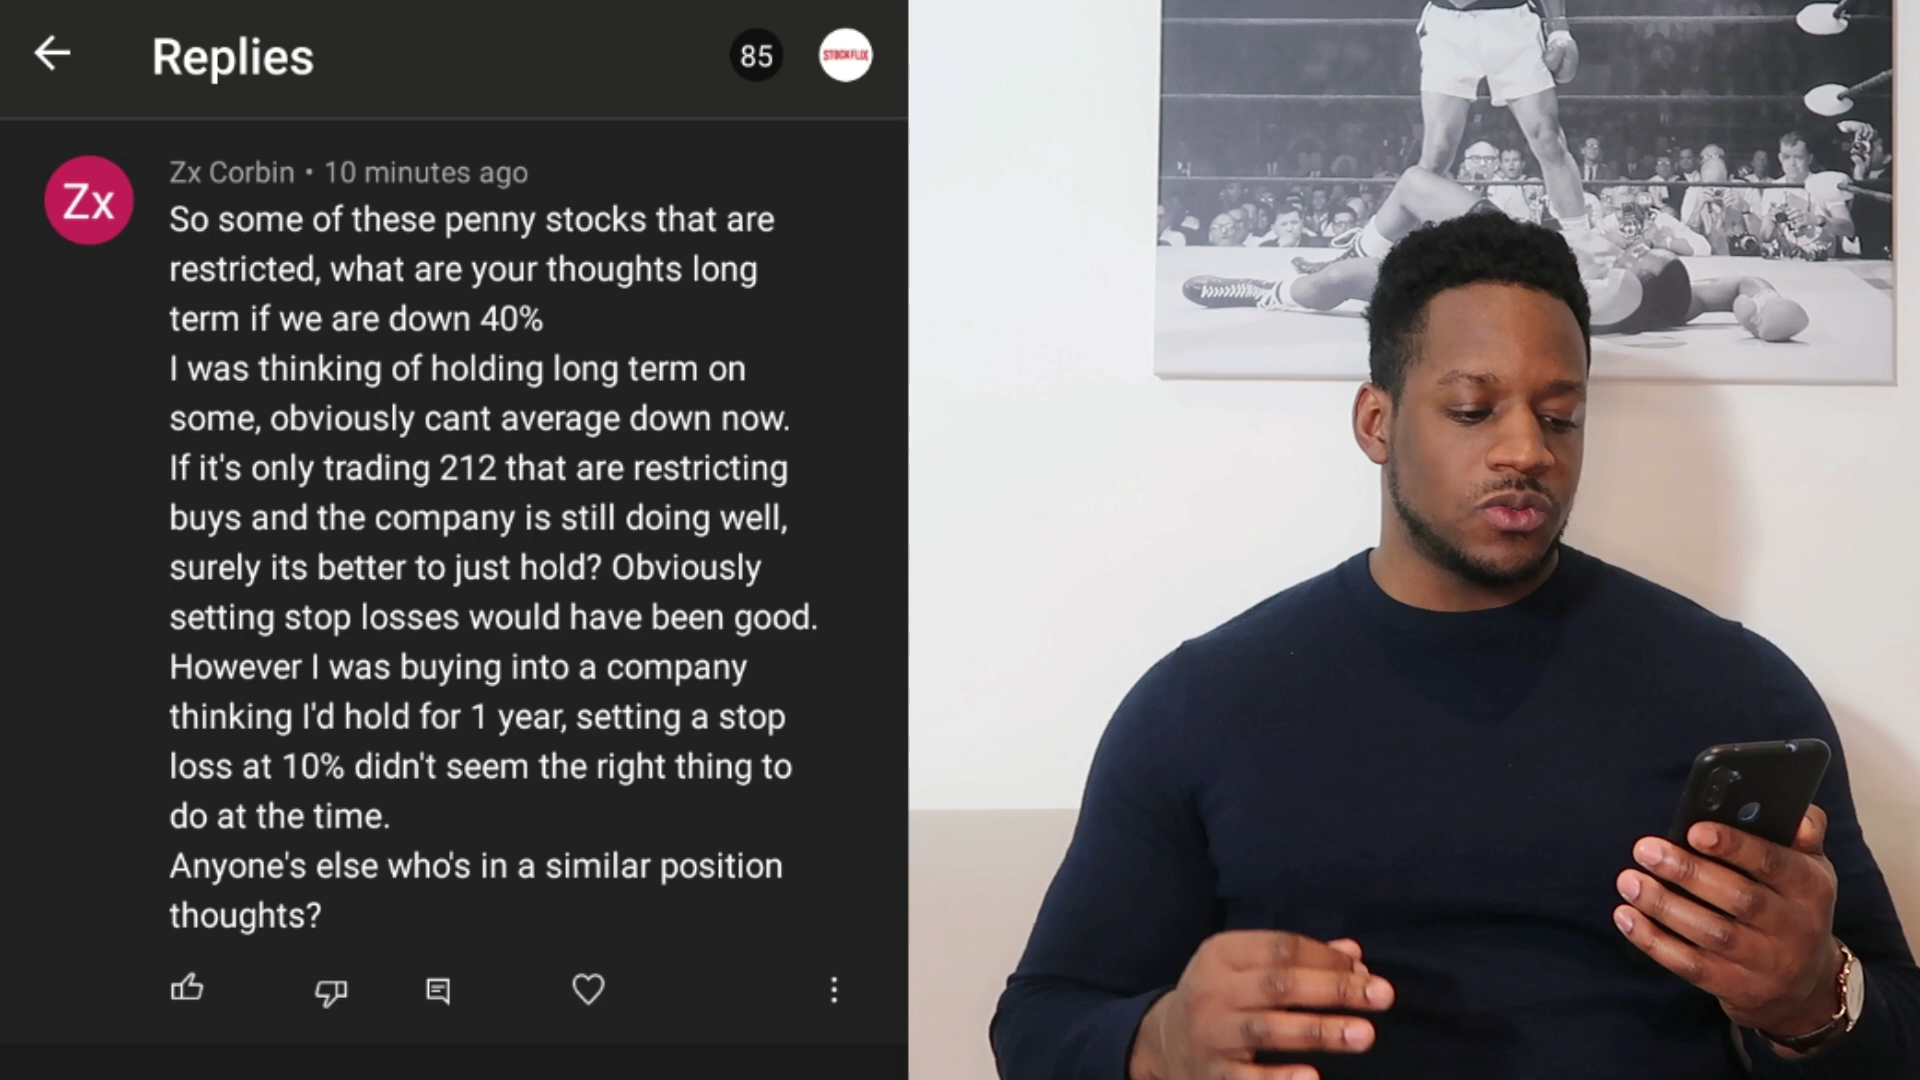 Replies
85
STOCKFLIX
Zx
Zx Corbin • 10 minutes ago
So some of these penny stocks that are
restricted, what are your thoughts long
term if we are down 40%
I was thinking of holding long term on
some, obviously cant average down now.
If it's only trading 212 that are restricting
buys and the company is still doing well,
surely its better to just hold? Obviously
setting stop losses would have been good.
However I was buying into a company
thinking I'd hold for 1 year, setting a stop
loss at 10% didn't seem the right thing to
do at the time.
Anyone's else who's in a similar position
thoughts?